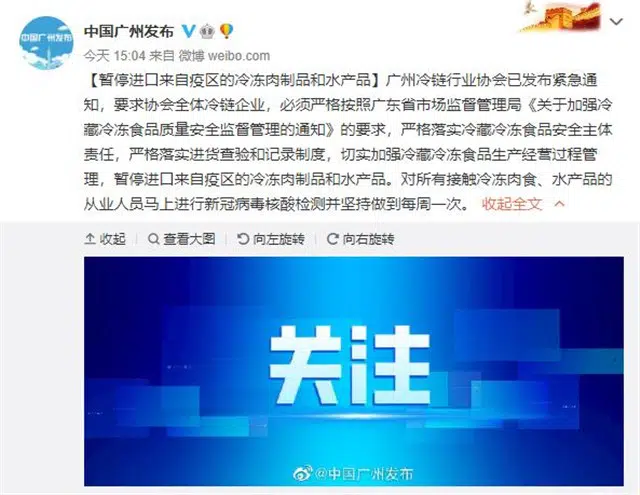 中国广州发布
中国广州发布
今天 15:04 来自 微博 weibo.com
【暂停进口来自疫区的冷冻肉制品和水产品】广州冷链行业协会已发布紧急通
知，要求协会全体冷链企业，必须严格按照广东省市场监督管理局《关于加强冷
藏冷冻食品质量安全监督管理的通知》的要求，严格落实冷藏冷冻食品安全主体
责任，严格落实进货查验和记录制度，切实加强冷藏冷冻食品生产经营过程管
理，暂停进口来自疫区的冷冻肉制品和水产品。对所有接触冷冻肉食、水产品的
从业人员马上进行新冠病毒核酸检测并坚持做到每周一次。 收起全文
收起 查看大图 向左旋转 向右旋转
关注
@中国广州发布